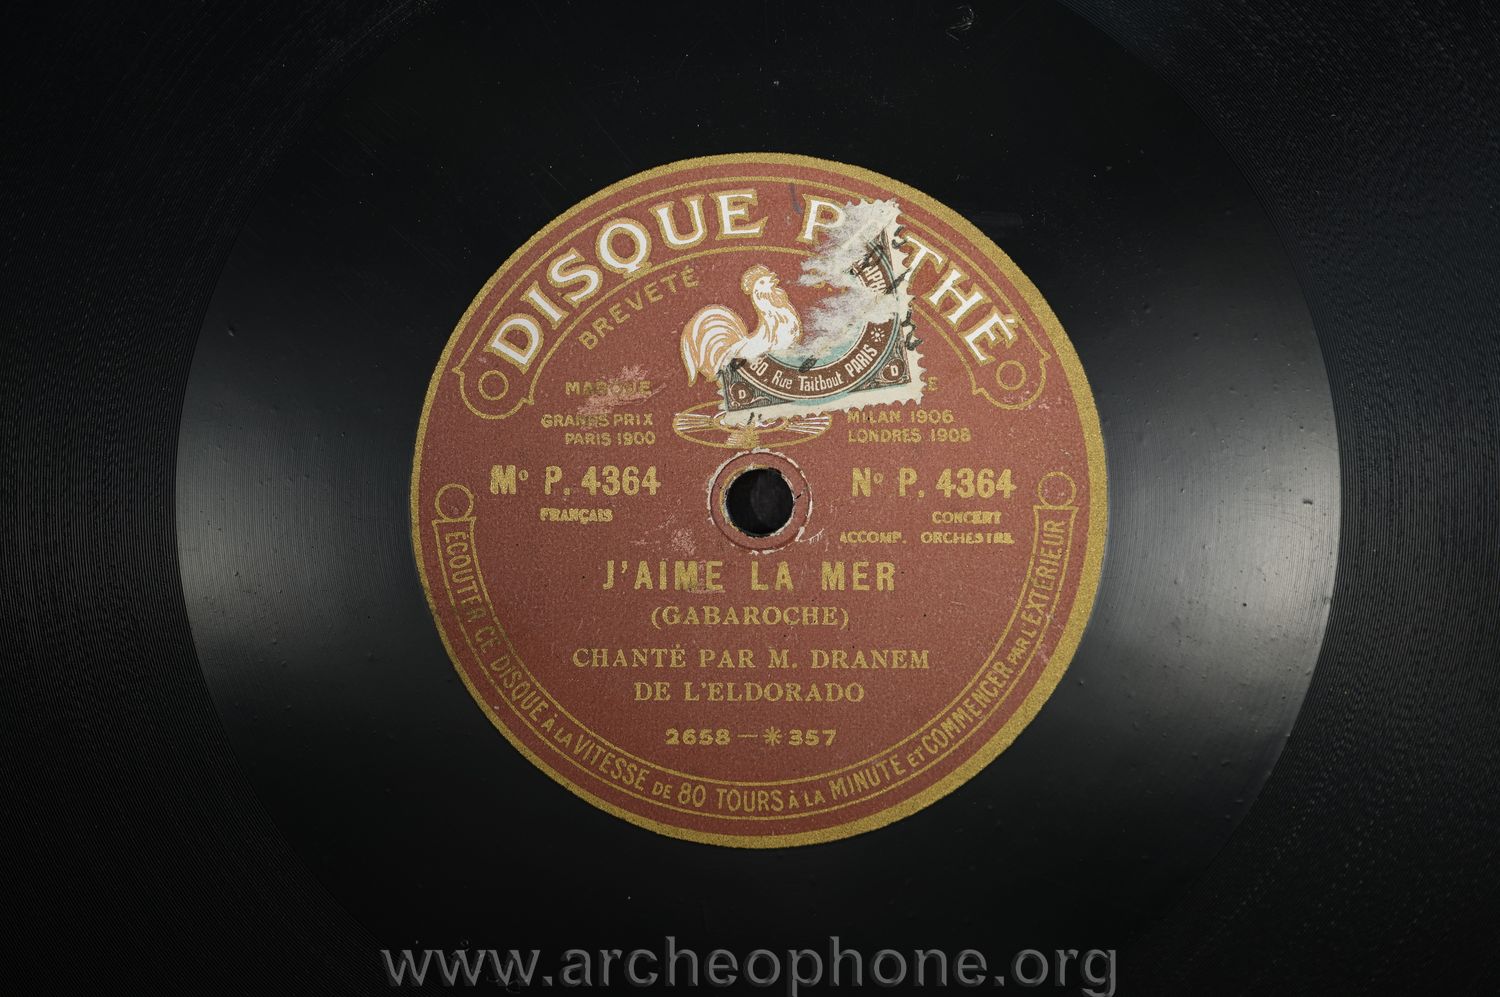 DISQUE PATHÉ
BREVETÉ
80, Rue Taitbout PARIS
D D
MARQUE
GRANDS PRIX
PARIS 1900
MILAN 1906
LONDRES 1908
Mº P. 4364
Nº P. 4364
FRANÇAIS
CONCERT
ACCOMP. ORCHESTRE
J'AIME LA MER
(GABAROCHE)
CHANTÉ PAR M. DRANEM
DE L'ELDORADO
2658—✳357
ÉCOUTER CE DISQUE À LA VITESSE DE 80 TOURS À LA MINUTE ET COMMENCER PAR L'EXTÉRIEUR
www.archeophone.org